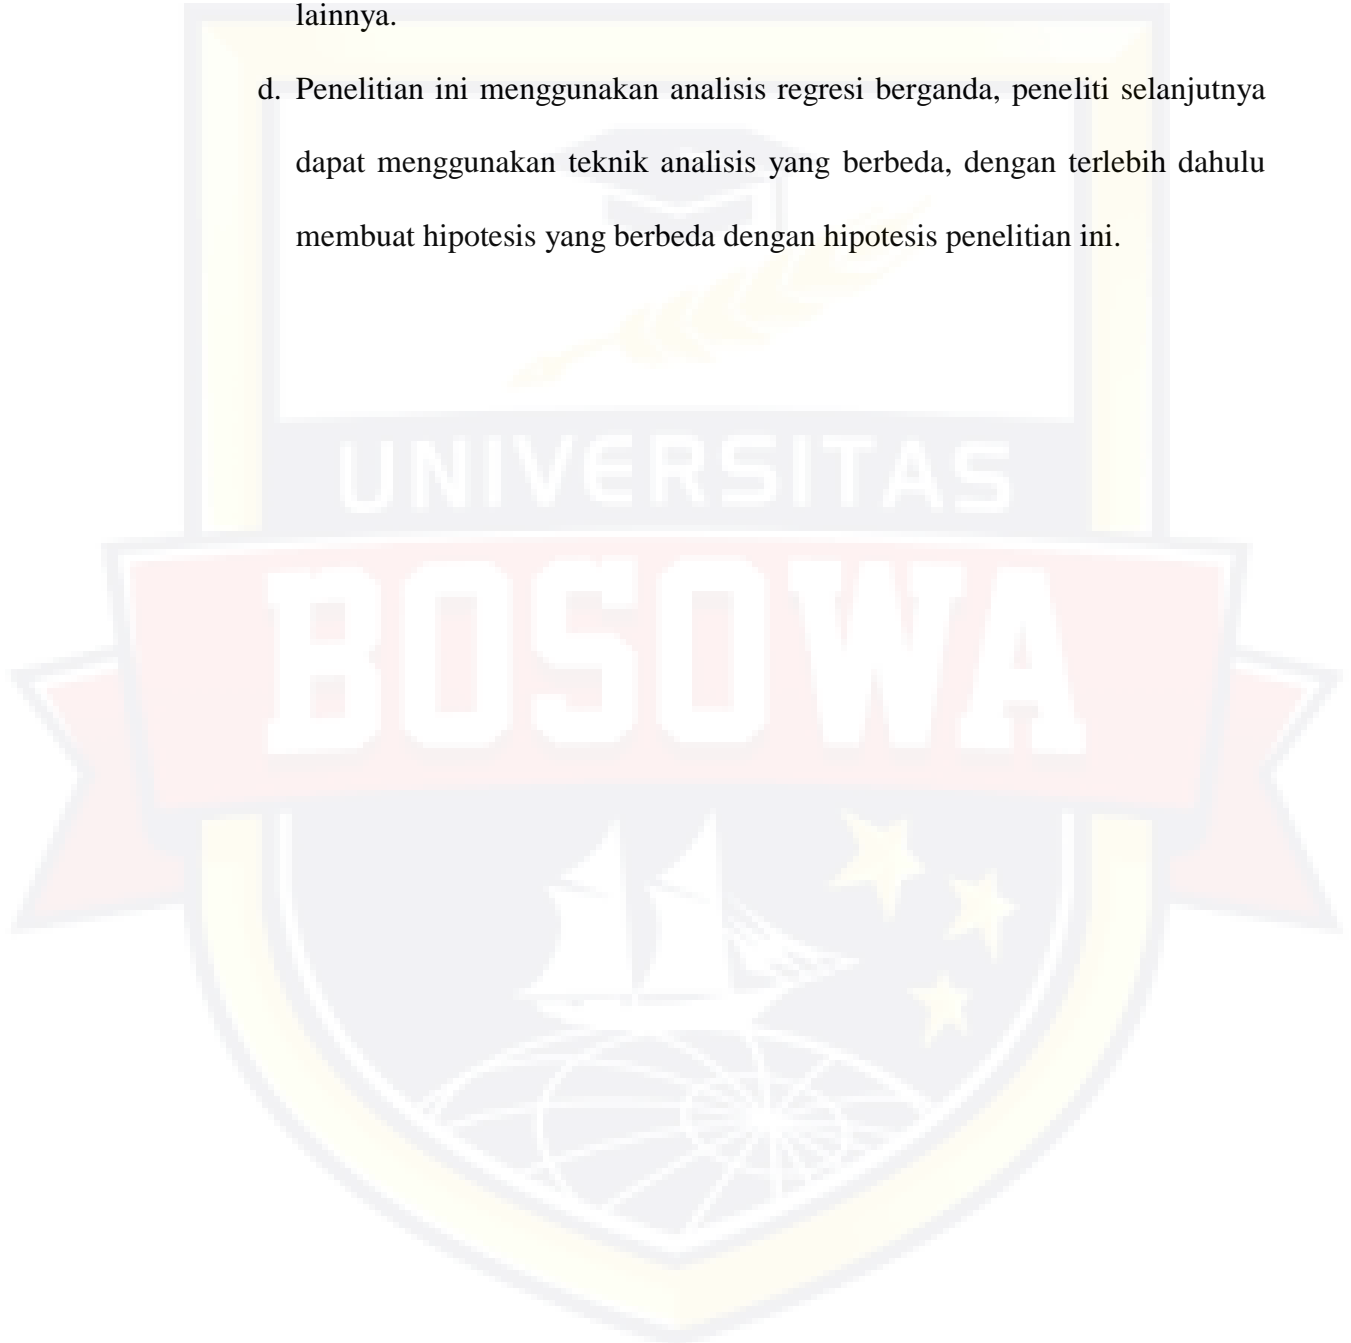 lainnya.
d. Penelitian ini menggunakan analisis regresi berganda, peneliti selanjutnya
dapat menggunakan teknik analisis yang berbeda, dengan terlebih dahulu
membuat hipotesis yang berbeda dengan hipotesis penelitian ini.
UNIVERSITAS
BOSOWA